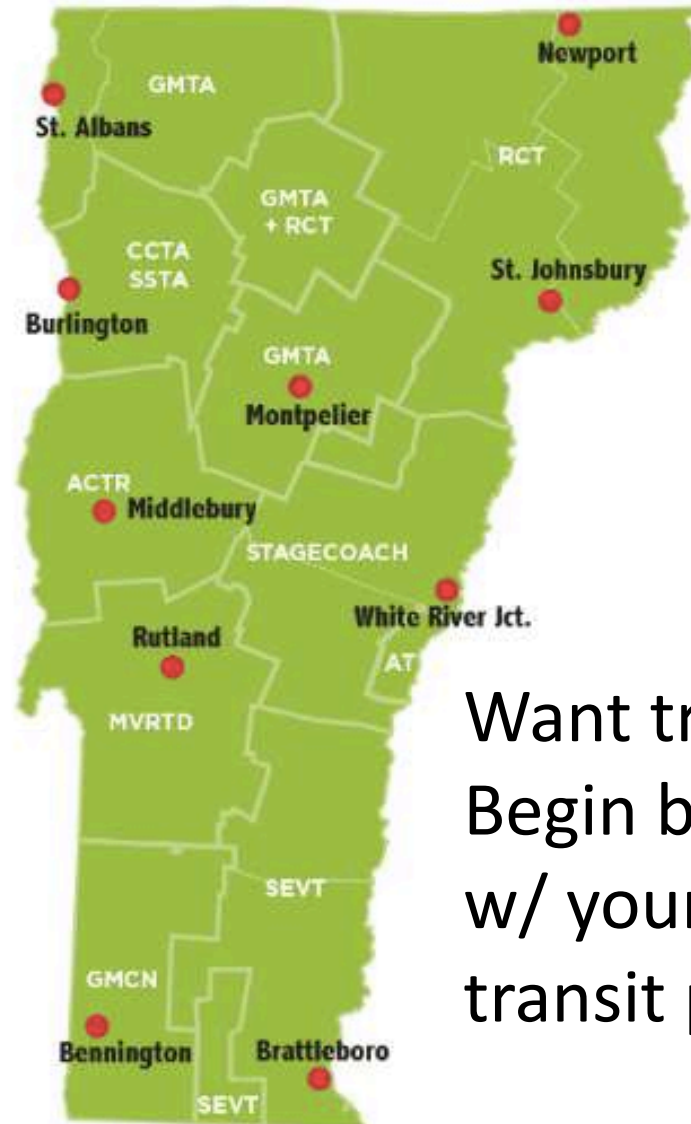 Newport
GMTA
St. Albans
RCT
GMTA
+ RCT
CCTA
SSTA
St. Johnsbury
Burlington
GMTA
Montpelier
ACTR
Middlebury
STAGECOACH
White River Jct.
Rutland
AT
MVRTD
Want
Begin
w/ your
transit
SEVT
GMCN
Bennington
Brattleboro
SEVT